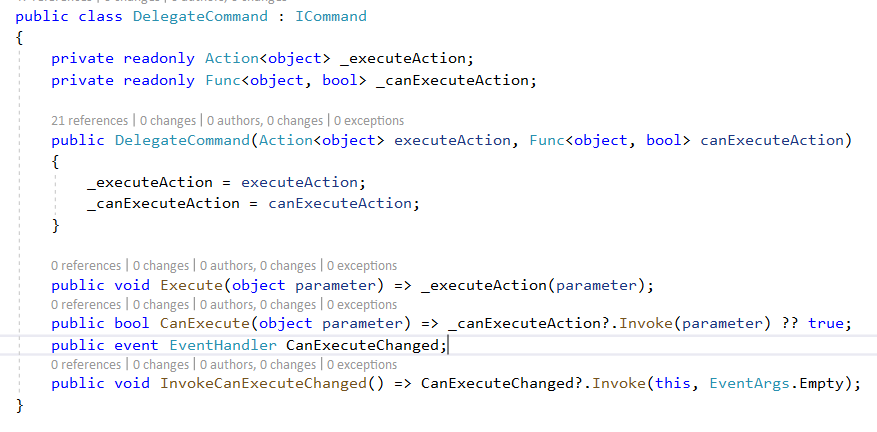 public class DelegateCommand : ICommand
{
private readonly Action<object> _executeAction;
private readonly Func<object, bool> _canExecuteAction;
21 references | 0 changes | 0 authors, 0 changes | 0 exceptions
public DelegateCommand(Action<object> executeAction, Func<object, bool> canExecuteAction)
{
_executeAction = executeAction;
_canExecuteAction = canExecuteAction;
}
0 references | 0 changes | 0 authors, 0 changes | 0 exceptions
public void Execute(object parameter) => _executeAction(parameter);
0 references | 0 changes | 0 authors, 0 changes | 0 exceptions
public bool CanExecute(object parameter) => _canExecuteAction?.Invoke(parameter) ?? true;
public event EventHandler CanExecuteChanged;
0 references | 0 changes | 0 authors, 0 changes | 0 exceptions
public void InvokeCanExecuteChanged() => CanExecuteChanged?.Invoke(this, EventArgs.Empty);
}